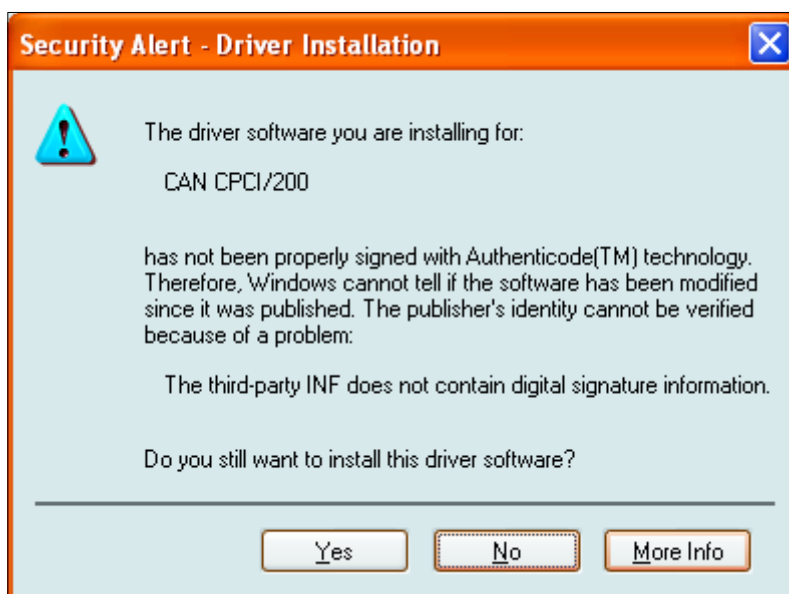 Security Alert - Driver Installation
The driver software you are installing for:
CAN CPCI/200
has not been properly signed with Authenticode(TM) technology.
Therefore, Windows cannot tell if the software has been modified
since it was published. The publisher's identity cannot be verified
because of a problem:
The third-party INF does not contain digital signature information.
Do you still want to install this driver software?
Yes No More Info